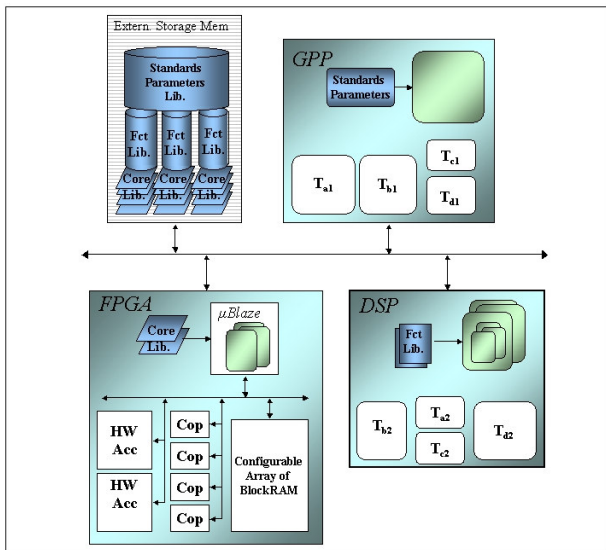 Extern. Storage Mem
Standards
Parameters
Lib.
Fct
Lib.
Fct
Lib.
Fct
Lib.
Core
Lib.
Core
Lib.
Core
Lib.
GPP
Standards
Parameters
Ta1
Tb1
Tc1
Td1
FPGA
Core
Lib.
μBlaze
HW
Acc
HW
Acc
Cop
Cop
Cop
Cop
Configurable
Array of
BlockRAM
DSP
Fct
Lib.
Tb2
Ta2
Tc2
Td2